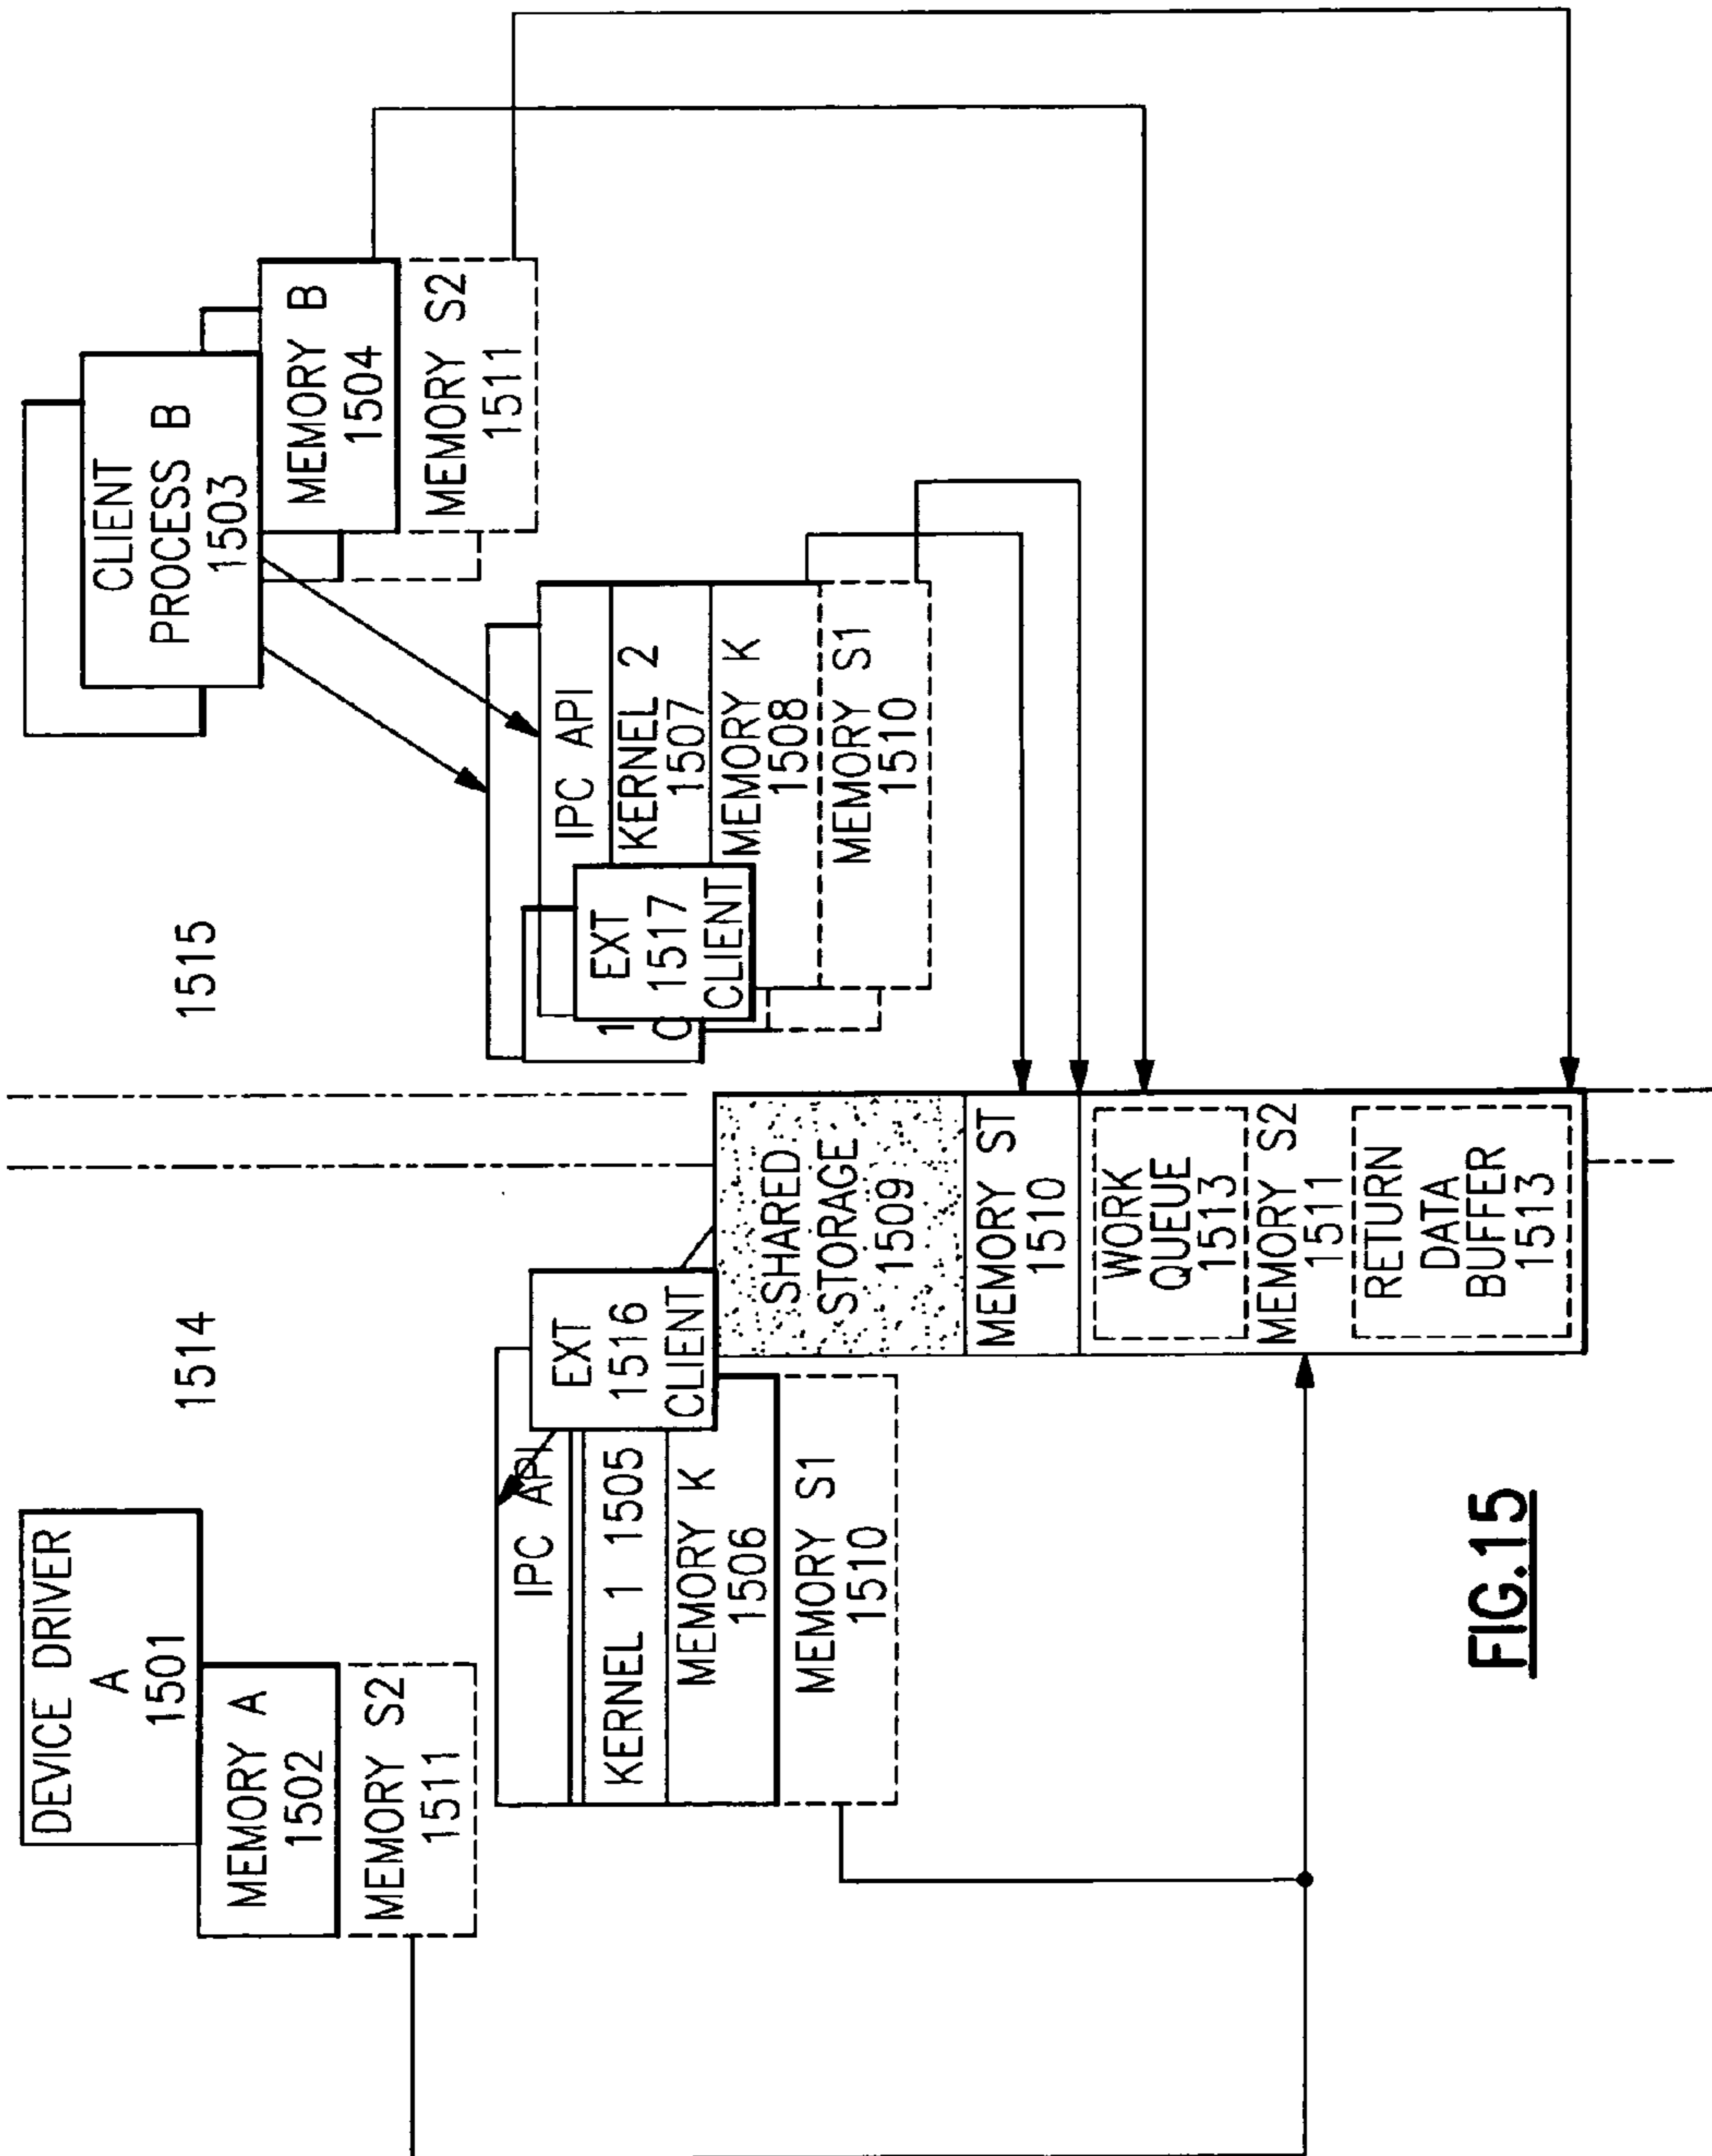 DEVICE DRIVER
A
1501
MEMORY A
1502
MEMORY S2
1511
1514
IPC API
KERNEL 1 1505
MEMORY K
1506
MEMORY S1
1510
EXT
1516
CLIENT
SHARED
STORAGE
1509
MEMORY ST
1510
WORK
QUEUE
1513
MEMORY S2
1511
RETURN
DATA
BUFFER
1513
1515
CLIENT
PROCESS B
1503
MEMORY B
1504
MEMORY S2
1511
IPC API
KERNEL 2
1507
MEMORY K
1508
MEMORY S1
1510
EXT
1517
CLIENT
1
FIG.15